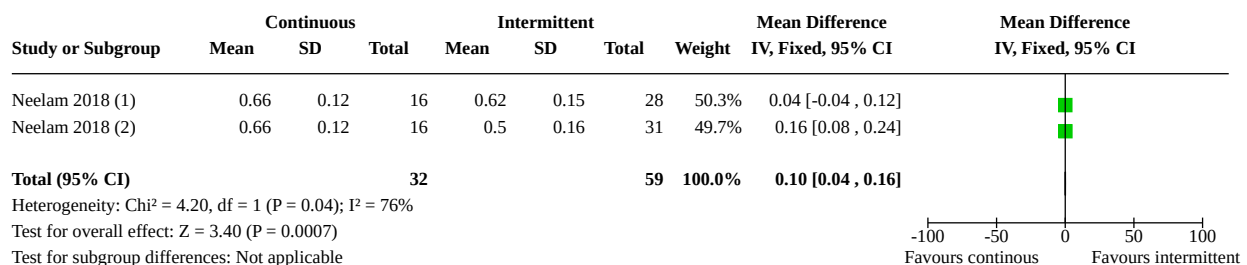 Continuous Intermittent Mean Difference Mean Difference
Study or Subgroup Mean SD Total Mean SD Total Weight IV, Fixed, 95% CI IV, Fixed, 95% CI
Neelam 2018 (1) 0.66 0.12 16 0.62 0.15 28 50.3% 0.04 [-0.04 , 0.12]
Neelam 2018 (2) 0.66 0.12 16 0.5 0.16 31 49.7% 0.16 [0.08 , 0.24]
Total (95% CI) 32 59 100.0% 0.10 [0.04 , 0.16]
Heterogeneity: Chi² = 4.20, df = 1 (P = 0.04); I² = 76%
Test for overall effect: Z = 3.40 (P = 0.0007)
-100 -50 0 50 100
Test for subgroup differences: Not applicable Favours continous Favours intermittent